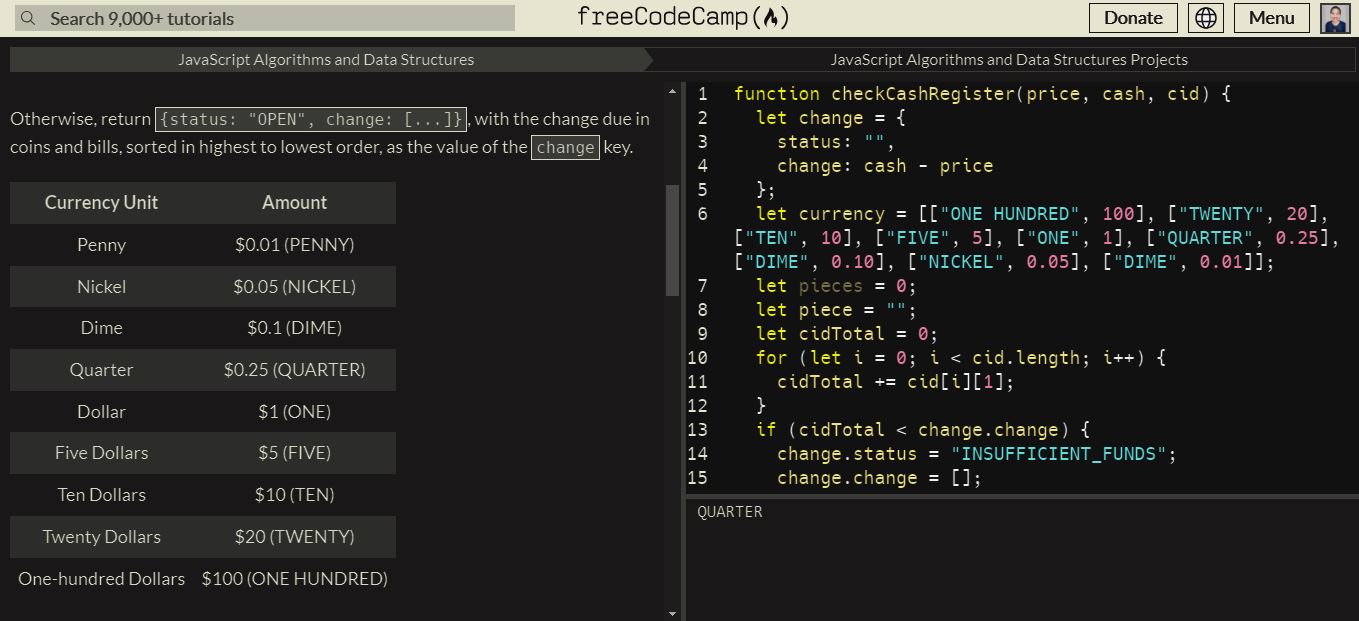 Search 9,000+ tutorials
freeCodeCamp
Donate
Menu
JavaScript Algorithms and Data Structures
JavaScript Algorithms and Data Structures Projects
Otherwise, return {status: "OPEN", change: [...]}, with the change due in
coins and bills, sorted in highest to lowest order, as the value of the
change key.
Currency Unit Amount
Penny $0.01 (PENNY)
Nickel $0.05 (NICKEL)
Dime $0.1 (DIME)
Quarter $0.25 (QUARTER)
Dollar $1 (ONE)
Five Dollars $5 (FIVE)
Ten Dollars $10 (TEN)
Twenty Dollars $20 (TWENTY)
One-hundred Dollars $100 (ONE HUNDRED)
1 function checkCashRegister(price, cash, cid) {
2 let change = {
3 status: "",
4 change: cash - price
5 };
6 let currency = [["ONE HUNDRED", 100], ["TWENTY", 20],
["TEN", 10], ["FIVE", 5], ["ONE", 1], ["QUARTER", 0.25],
["DIME", 0.10], ["NICKEL", 0.05], ["DIME", 0.01]];
7 let pieces = 0;
8 let piece = "";
9 let cidTotal = 0;
10 for (let i = 0; i < cid.length; i++) {
11 cidTotal += cid[i][1];
12 }
13 if (cidTotal < change.change) {
14 change.status = "INSUFFICIENT_FUNDS";
15 change.change = [];
QUARTER